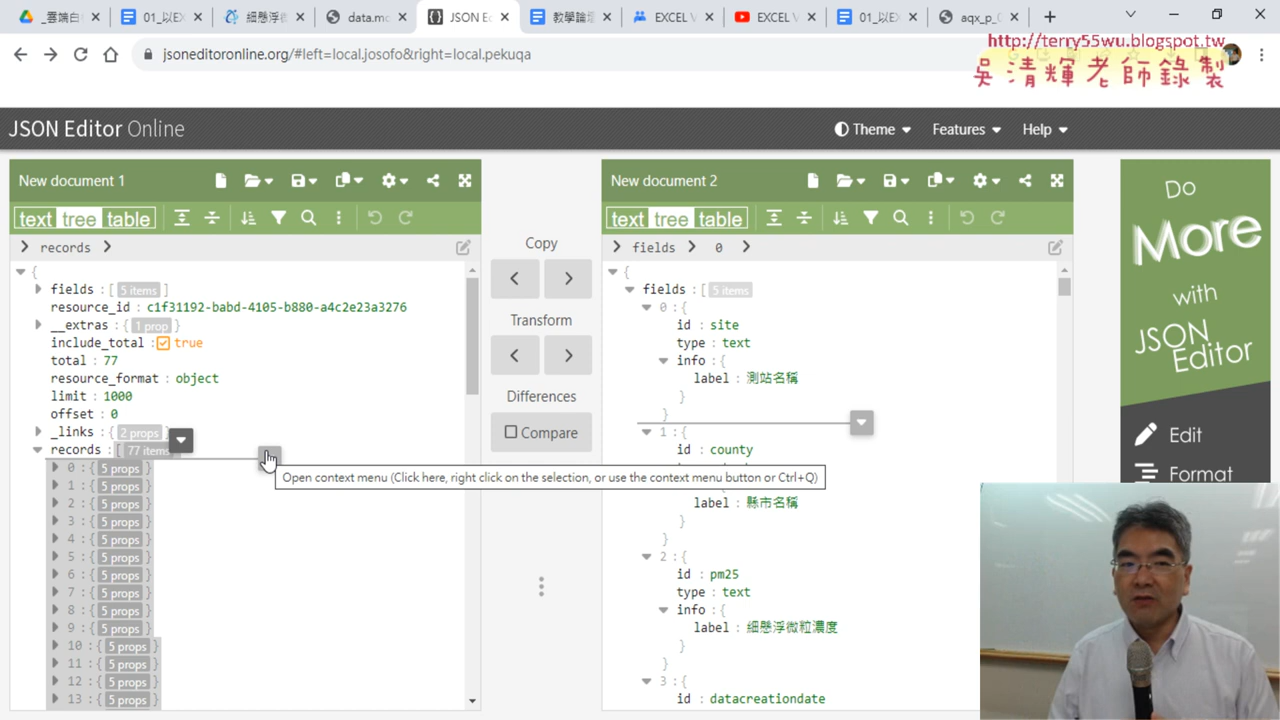 _雲端白
01_以EX
細懸浮微
data.mo
JSON E
教學論壇
EXCEL V
EXCEL V
01_以EX
aqx_p_0
jsoneditoronline.org/#left=local.josofo&right=local.pekuqa
http://terry55wu.blogspot.tw
吳清輝老師錄製
JSON Editor Online
Theme
Features
Help
New document 1
text tree table
records
{
fields : [ 5 items ]
resource_id : c1f31192-babd-4105-b880-a4c2e23a3276
__extras : { 1 prop }
include_total : true
total : 77
resource_format : object
limit : 1000
offset : 0
_links : { 2 props }
records : [ 77 items
0 : { 5 props }
1 : { 5 props }
2 : { 5 props }
3 : { 5 props }
4 : { 5 props }
5 : { 5 props }
6 : { 5 props }
7 : { 5 props }
8 : { 5 props }
9 : { 5 props }
10 : { 5 props }
11 : { 5 props }
12 : { 5 props }
13 : { 5 props }
Open context menu (Click here, right click on the selection, or use the context menu button or Ctrl+Q)
Copy
Transform
Differences
Compare
New document 2
text tree table
fields 0
{
fields : [ 5 items
0 : {
id : site
type : text
info : {
label : 測站名稱
}
}
1 : {
id : county
label : 縣市名稱
}
}
2 : {
id : pm25
type : text
info : {
label : 細懸浮微粒濃度
}
}
3 : {
id : datacreationdate
Do
More
with
JSON
Editor
Edit
Format